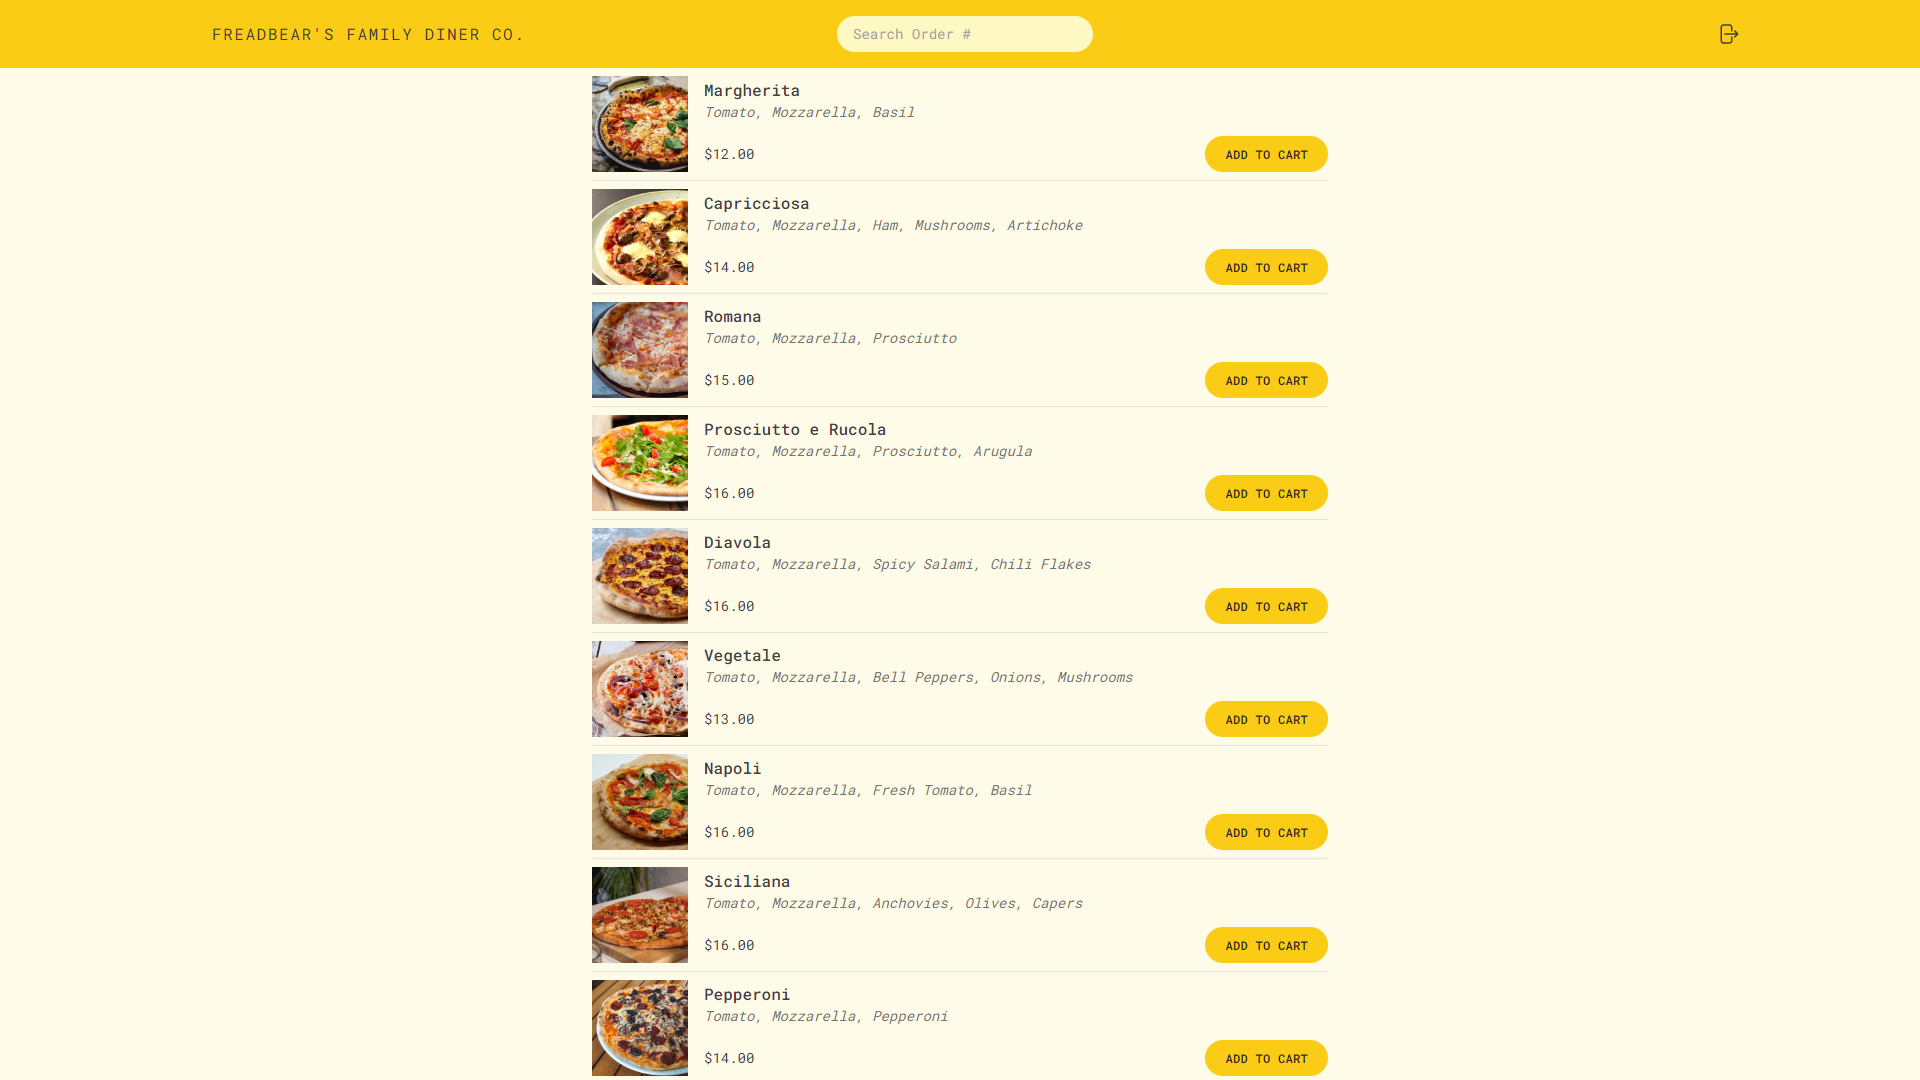 FREADBEAR'S FAMILY DINER CO.
Search Order #
Margherita
Tomato, Mozzarella, Basil
$12.00
ADD TO CART
Capricciosa
Tomato, Mozzarella, Ham, Mushrooms, Artichoke
$14.00
ADD TO CART
Romana
Tomato, Mozzarella, Prosciutto
$15.00
ADD TO CART
Prosciutto e Rucola
Tomato, Mozzarella, Prosciutto, Arugula
$16.00
ADD TO CART
Diavola
Tomato, Mozzarella, Spicy Salami, Chili Flakes
$16.00
ADD TO CART
Vegetale
Tomato, Mozzarella, Bell Peppers, Onions, Mushrooms
$13.00
ADD TO CART
Napoli
Tomato, Mozzarella, Fresh Tomato, Basil
$16.00
ADD TO CART
Siciliana
Tomato, Mozzarella, Anchovies, Olives, Capers
$16.00
ADD TO CART
Pepperoni
Tomato, Mozzarella, Pepperoni
$14.00
ADD TO CART